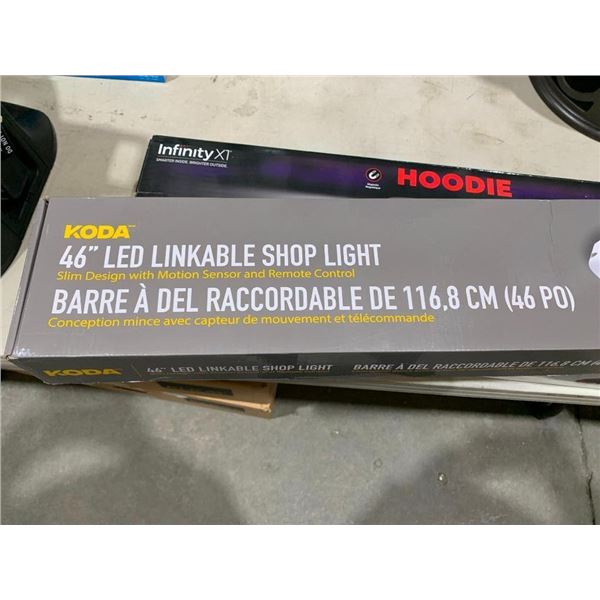 Infinity X1
SMARTER INSIDE. BRIGHTER OUTSIDE.
HOODIE
KODA
46” LED LINKABLE SHOP LIGHT
Slim Design with Motion Sensor and Remote Control
BARRE À DEL RACCORDABLE DE 116,8 CM (46 PO)
Conception mince avec capteur de mouvement et télécommande
KODA 46” LED LINKABLE SHOP LIGHT BARRE À DEL RACCORDABLE DE 116,8 CM